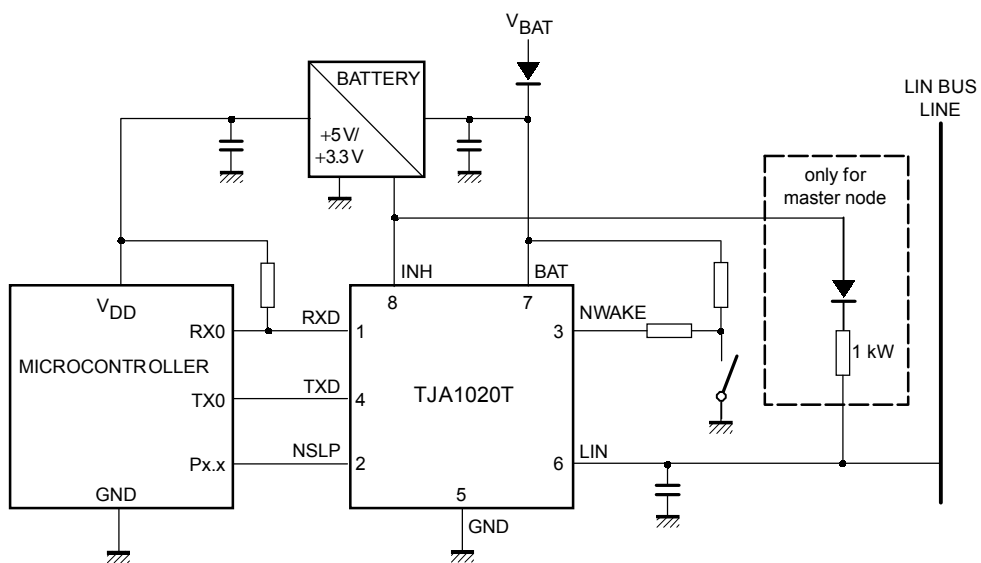 V BAT
BATTERY
+5 V/
+3.3 V
LIN BUS
LINE
only for
master node
INH
BAT
8
7
V DD
RX0
RXD
1
3
NWAKE
1 kW
MICROCONTROLLER
TX0
TXD
4
TJA1020T
Px.x
NSLP
2
6
LIN
GND
5
GND